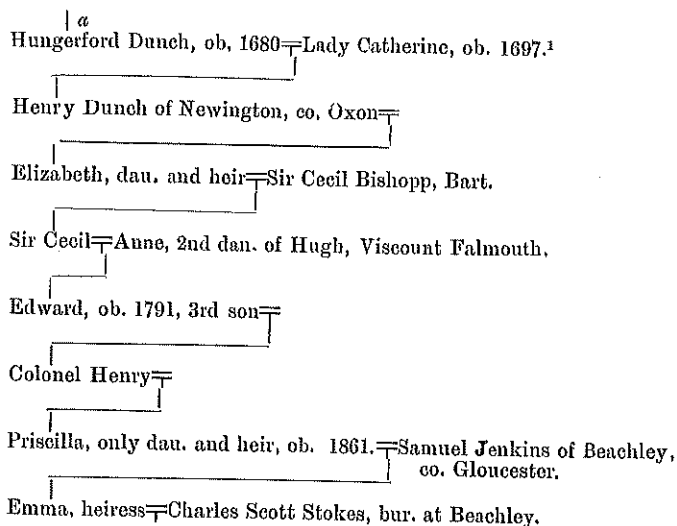 a
Hungerford Dunch, ob. 1680=Lady Catherine, ob. 1697.¹
Henry Dunch of Newington, co. Oxon=
Elizabeth, dau. and heir=Sir Cecil Bishopp, Bart.
Sir Cecil=Anne, 2nd dau. of Hugh, Viscount Falmouth.
Edward, ob. 1791, 3rd son=
Colonel Henry=
Priscilla, only dau. and heir, ob. 1861.=Samuel Jenkins of Beachley,
co. Gloucester.
Emma, heiress=Charles Scott Stokes, bur. at Beachley.